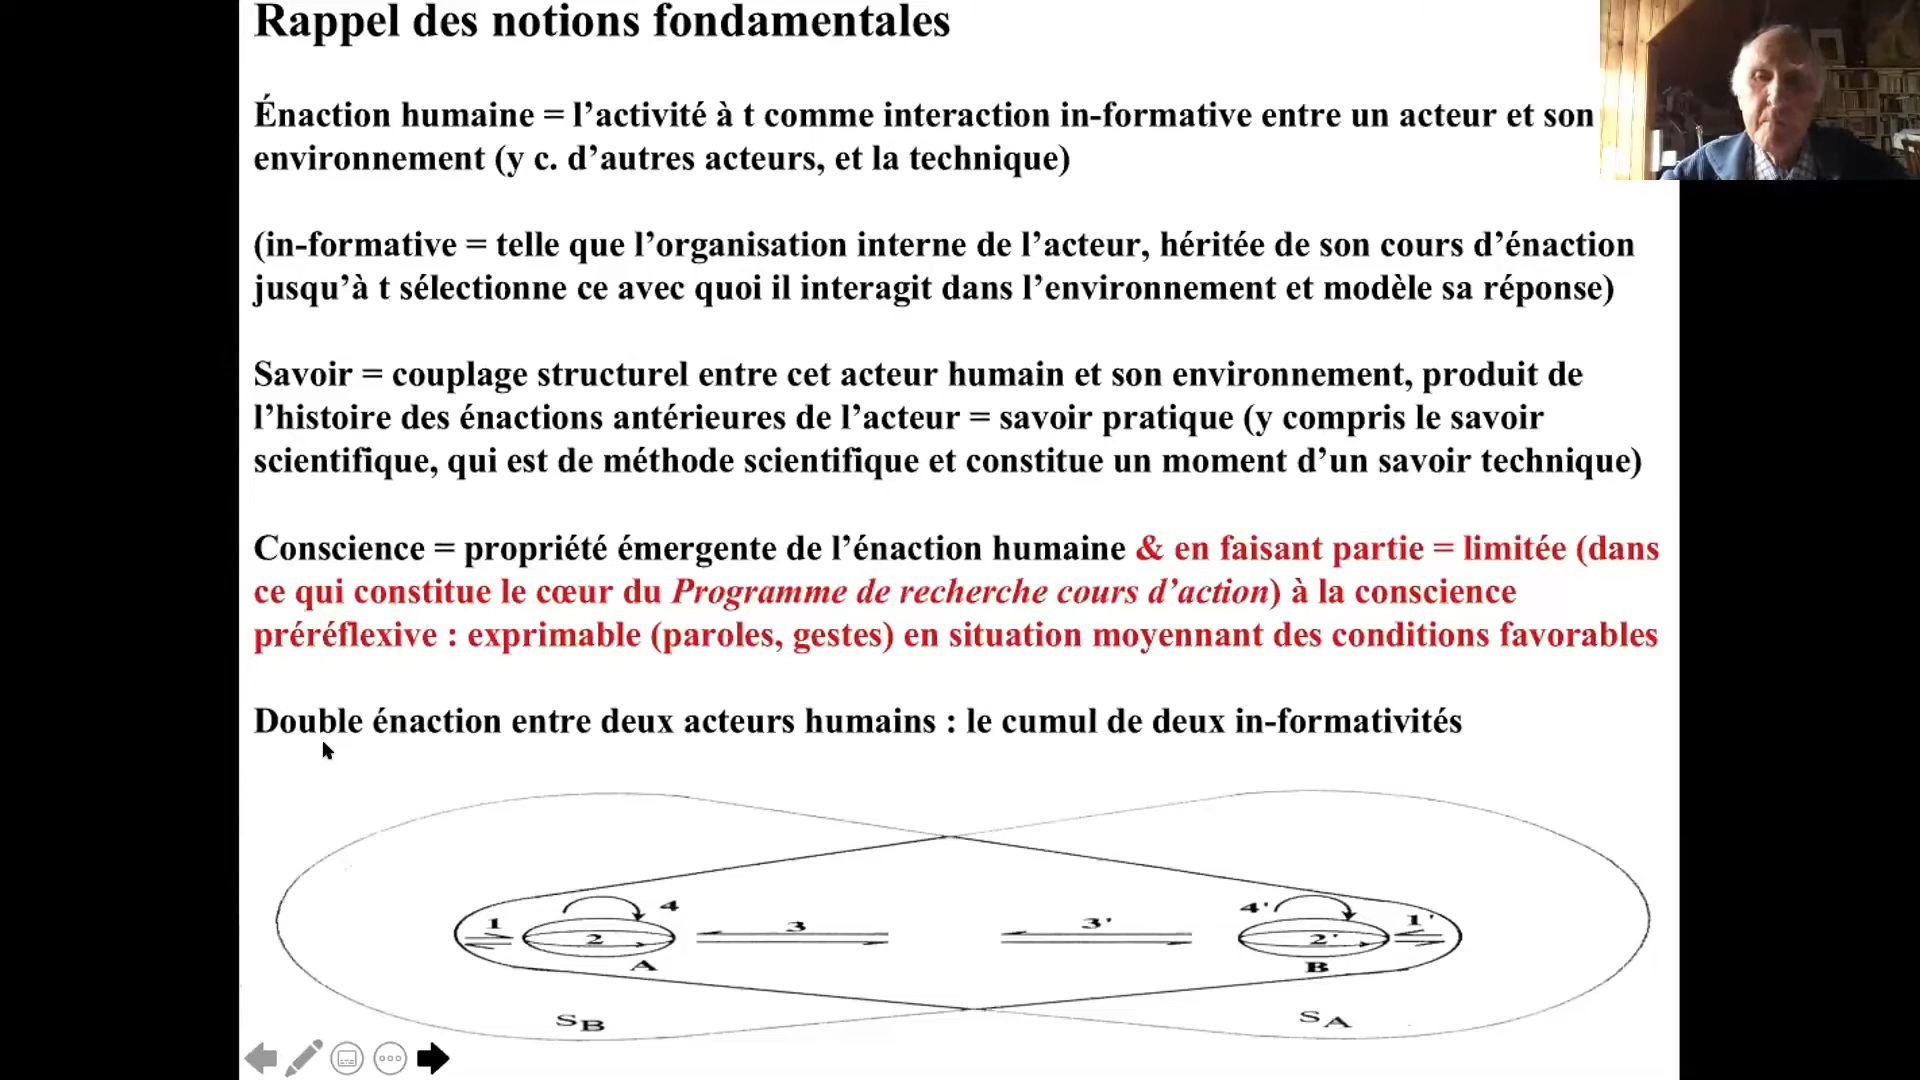 Rappel des notions fondamentales
Énaction humaine = l’activité à t comme interaction in-formative entre un acteur et son
environnement (y c. d’autres acteurs, et la technique)
(in-formative = telle que l’organisation interne de l’acteur, héritée de son cours d’énaction
jusqu’à t sélectionne ce avec quoi il interagit dans l’environnement et modèle sa réponse)
Savoir = couplage structurel entre cet acteur humain et son environnement, produit de
l’histoire des énactions antérieures de l’acteur = savoir pratique (y compris le savoir
scientifique, qui est de méthode scientifique et constitue un moment d’un savoir technique)
Conscience = propriété émergente de l’énaction humaine & en faisant partie = limitée (dans
ce qui constitue le cœur du Programme de recherche cours d’action) à la conscience
préréflexive : exprimable (paroles, gestes) en situation moyennant des conditions favorables
Double énaction entre deux acteurs humains : le cumul de deux in-formativités
4 4'
1 2 3 3' 2' 1'
A B
SB SA